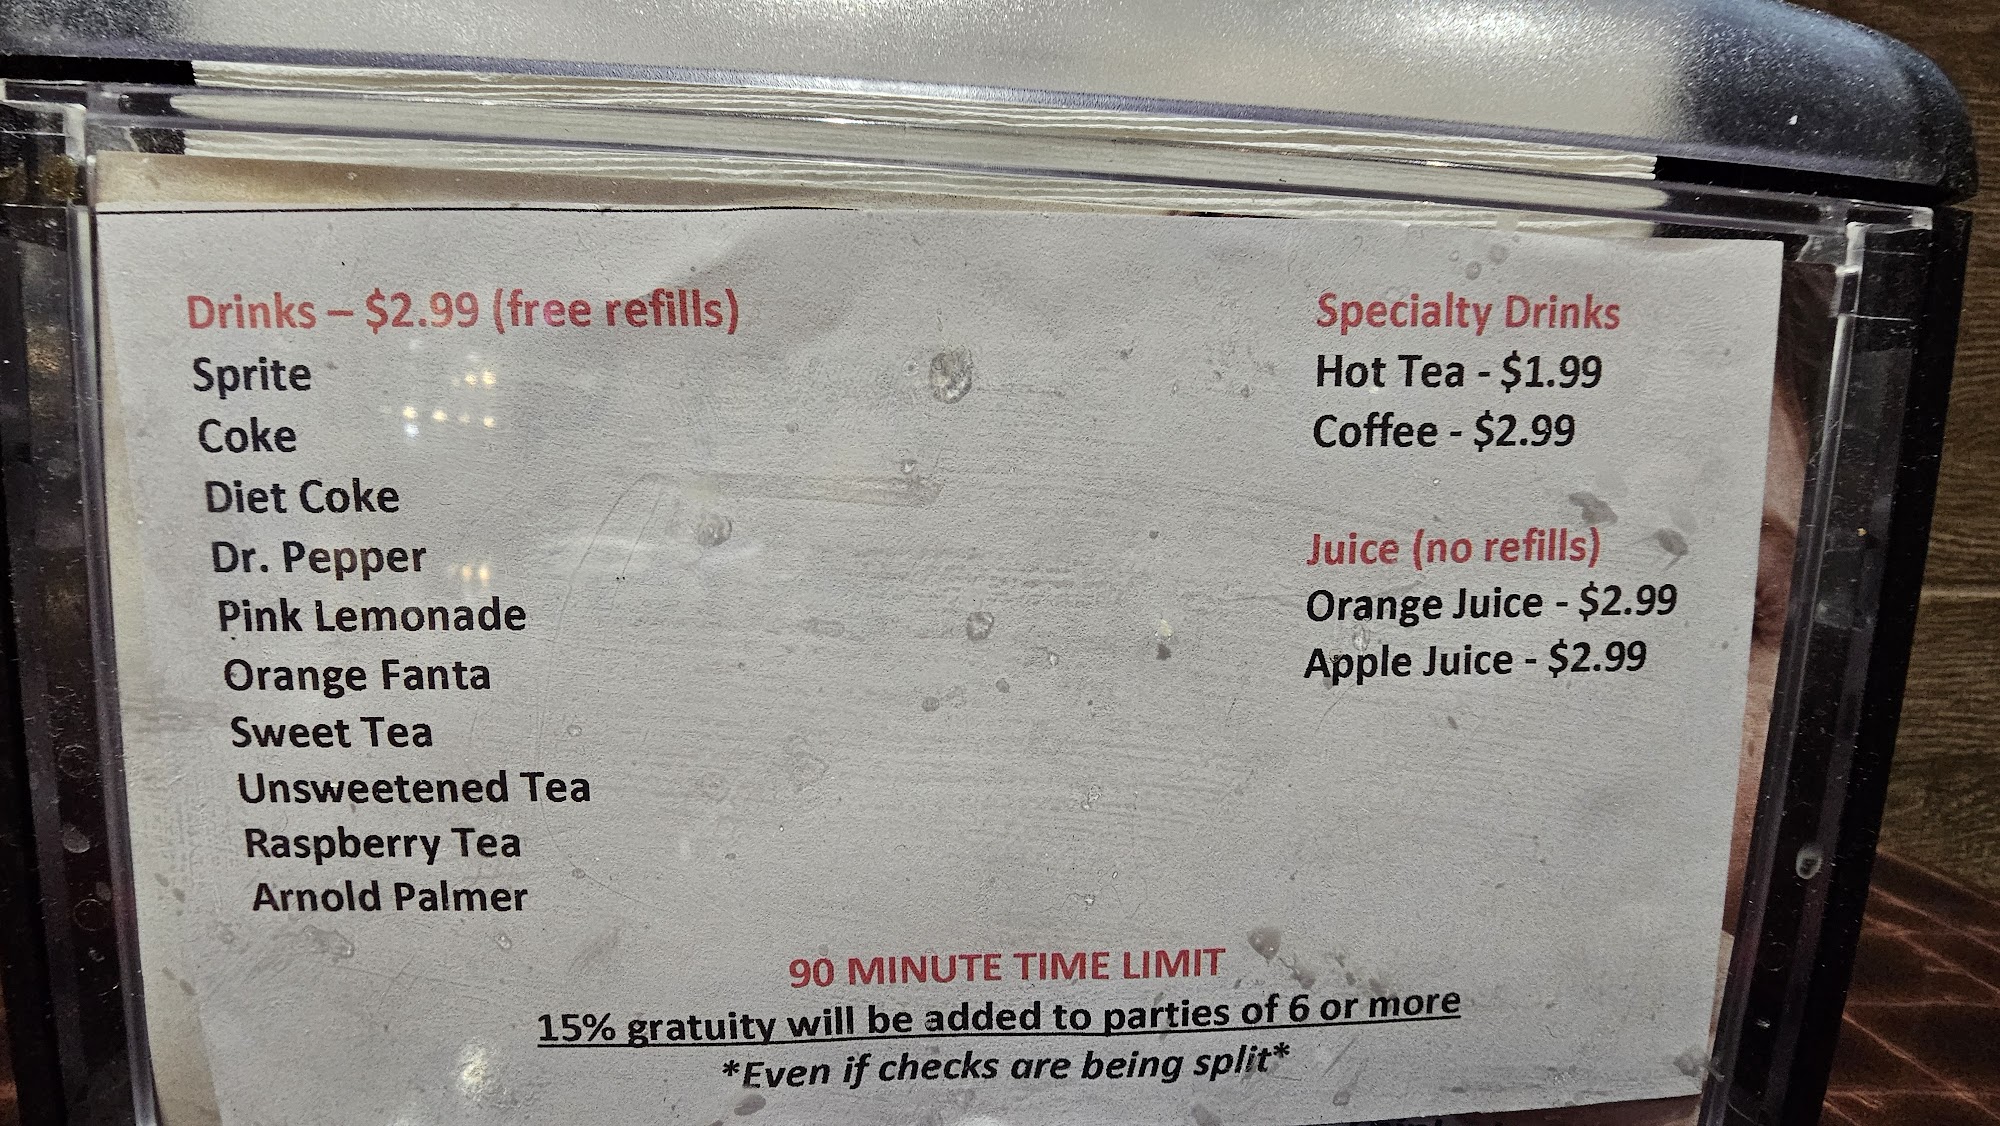 Drinks – $2.99 (free refills)
Sprite
Coke
Diet Coke
Dr. Pepper
Pink Lemonade
Orange Fanta
Sweet Tea
Unsweetened Tea
Raspberry Tea
Arnold Palmer
Specialty Drinks
Hot Tea - $1.99
Coffee - $2.99
Juice (no refills)
Orange Juice - $2.99
Apple Juice - $2.99
90 MINUTE TIME LIMIT
15% gratuity will be added to parties of 6 or more
*Even if checks are being split*